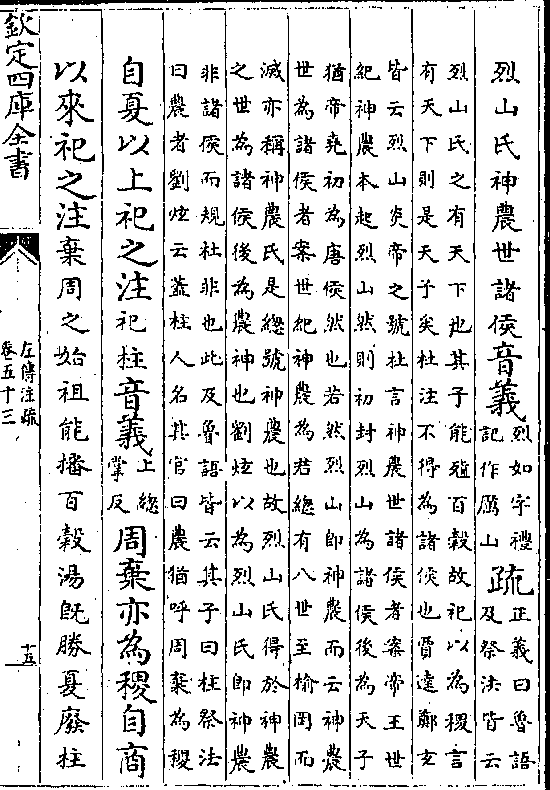 烈山氏神農世諸侯音義烈如字禮記作厲山疏正義曰魯語及祭法皆云
烈山氏之有天下也其子能殖百穀故祀以為稷言
有天下則是天子矣杜注不得為諸侯也賈逵鄭玄
皆云烈山炎帝之號杜言神農世諸侯者案帝王世
紀神農本起烈山然則初封烈山為諸侯後為天子
猶帝堯初為唐侯然也若然烈山即神農而云神農
世為諸侯者案世紀神農為君總有八世至榆罔而
滅亦稱神農氏是總號神農也故烈山氏得於神農
之世為諸侯後為農神也劉炫以為烈山氏即神農
非諸侯而規杜非也此及魯語皆云其子曰柱祭法
曰農者劉炫云蓋柱人名其官曰農猶呼周棄為稷
自夏以上祀之注祀柱音義上總掌反周棄亦為稷自商
以來祀之注棄周之始祖能播百穀湯既勝夏廢柱
欽定四庫全書
左傳注疏
卷五十三
十五